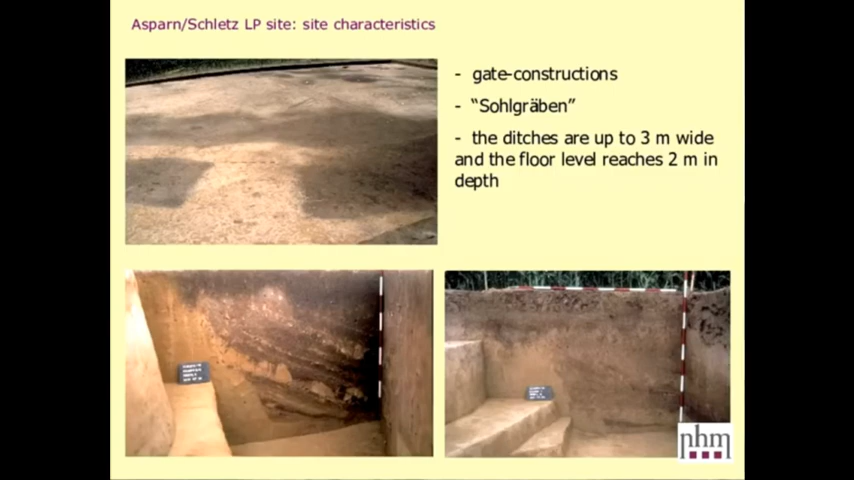 Asparn/Schletz LP site: site characteristics
- gate-constructions
- “Sohlgräben”
- the ditches are up to 3 m wide
and the floor level reaches 2 m in
depth
nhm